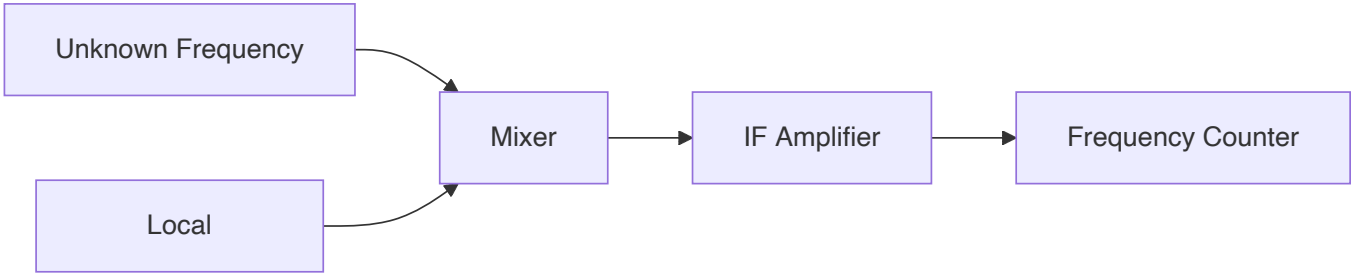 Unknown Frequency
Local
Mixer
IF Amplifier
Frequency Counter